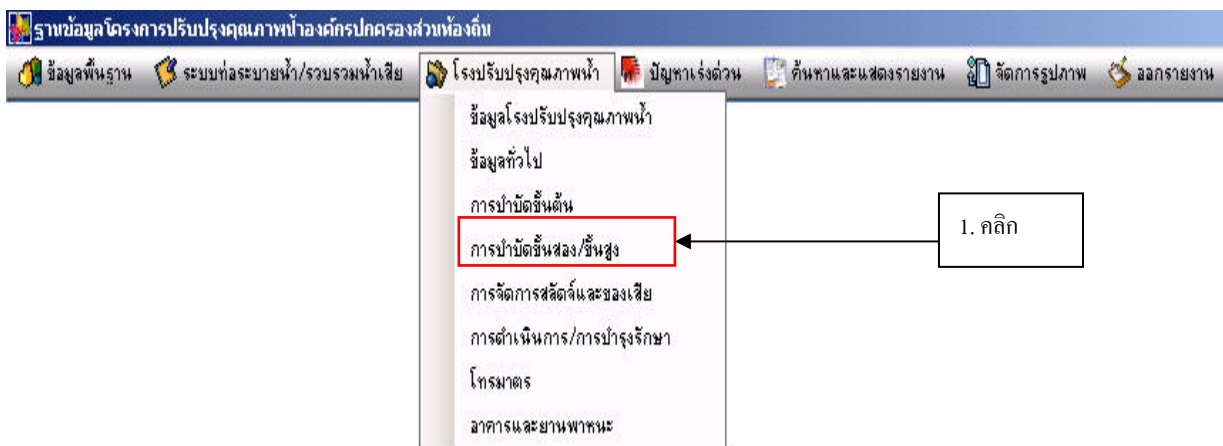 ฐานข้อมูลโครงการปรับปรุงคุณภาพน้ำองค์กรปกครองส่วนท้องถิ่น
ข้อมูลพื้นฐาน ระบบท่อระบายน้ำ/รวบรวมน้ำเสีย โรงปรับปรุงคุณภาพน้ำ ปัญหาเร่งด่วน ค้นหาและแสดงรายงาน จัดการรูปภาพ ออกรายงาน
ข้อมูลโรงปรับปรุงคุณภาพน้ำ
ข้อมูลทั่วไป
การบำบัดขั้นต้น
การบำบัดขั้นสอง/ขั้นสูง
1. คลิก
การจัดการสลัดจ์และของเสีย
การดำเนินการ/การบำรุงรักษา
โทรมาตร
อาคารและยานพาหนะ